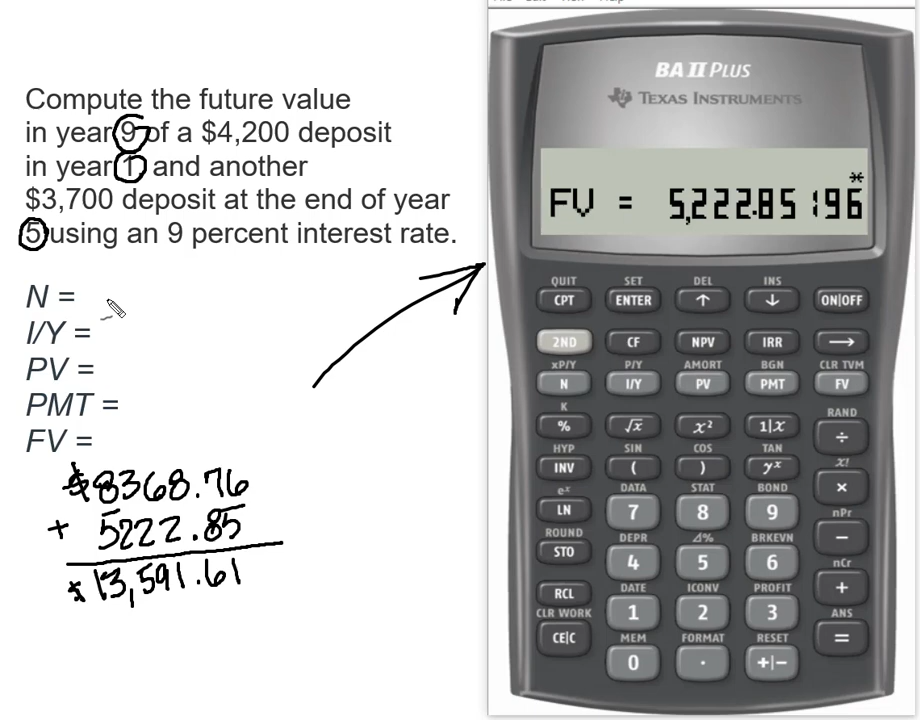 Compute the future value
in year 9 of a $4,200 deposit
in year 1, and another
$3,700 deposit at the end of year
5 using an 9 percent interest rate.
N =
I/Y =
PV =
PMT =
FV =
$8368.76
+ 5222.85
$13,591.61
BA II PLUS
TEXAS INSTRUMENTS
*
FV = 5,222.85196
QUIT SET DEL INS
CPT ENTER ↑ ↓ ON|OFF
2ND CF NPV IRR →
xP/Y P/Y AMORT BGN CLR TVM
N I/Y PV PMT FV
K RAND
% √x x² 1|x ÷
HYP SIN COS TAN x!
INV ( ) yˣ ×
eˣ DATA STAT BOND nPr
LN 7 8 9 −
ROUND DEPR Δ% BRKEVN nCr
STO 4 5 6 +
DATE ICONV PROFIT ANS
RCL 1 2 3 =
CLR WORK MEM FORMAT RESET
CE|C 0 . +|−